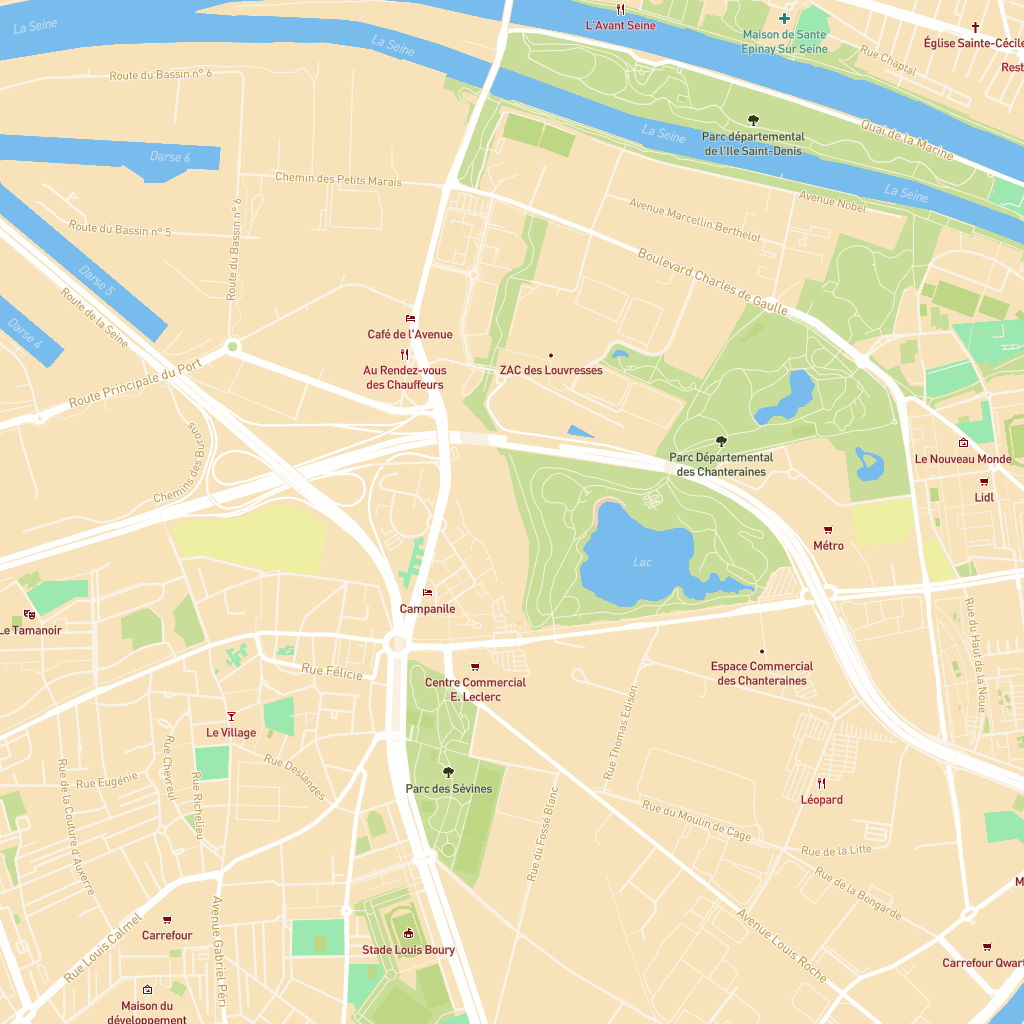 La Seine
L'Avant Seine
Maison de Sante
Epinay Sur Seine
Église Sainte-Cécile
Rue Chaptal
Rest
La Seine
Route du Bassin n° 6
Quai de la Marine
Parc départemental
de l'Ile Saint-Denis
La Seine
Darse 6
Chemin des Petits Marais
La Seine
Avenue Nobel
Avenue Marcellin Berthelot
Route du Bassin n° 5
Route du Bassin n° 6
Boulevard Charles de Gaulle
Darse 5
Route de la Seine
Darse 4
Café de l'Avenue
Au Rendez-vous
des Chauffeurs
ZAC des Louvresses
Route Principale du Port
Chemins des Burons
Parc Départemental
des Chanteraines
Le Nouveau Monde
Lidl
Métro
Lac
Campanile
Le Tamanoir
Rue du Haut de la Noue
Rue Félicie
Centre Commercial
E. Leclerc
Espace Commercial
des Chanteraines
Rue Thomas Edison
Le Village
Rue Deslandes
Rue Chevreul
Rue Eugénie
Rue Richelieu
Rue de la Couture d'Auxerre
Parc des Sévines
Rue du Fossé Blanc
Léopard
Rue du Moulin de Cage
Rue de la Litte
Rue de la Bongarde
M
Carrefour
Rue Louis Calmel
Avenue Gabriel Péri
Stade Louis Boury
Avenue Louis Roche
Carrefour Qwart
Maison du
développement